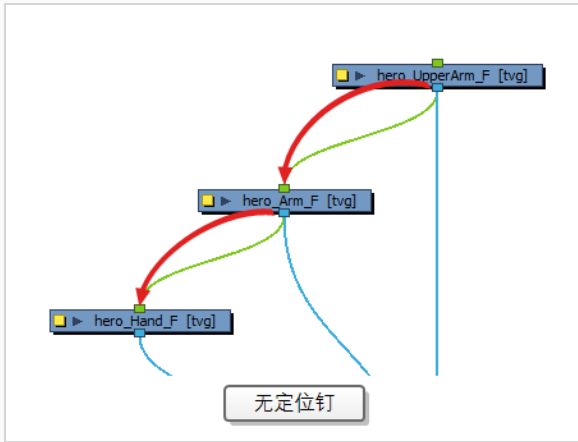 hero_UpperArm_F [tvg]
hero_Arm_F [tvg]
hero_Hand_F [tvg]
无定位钉